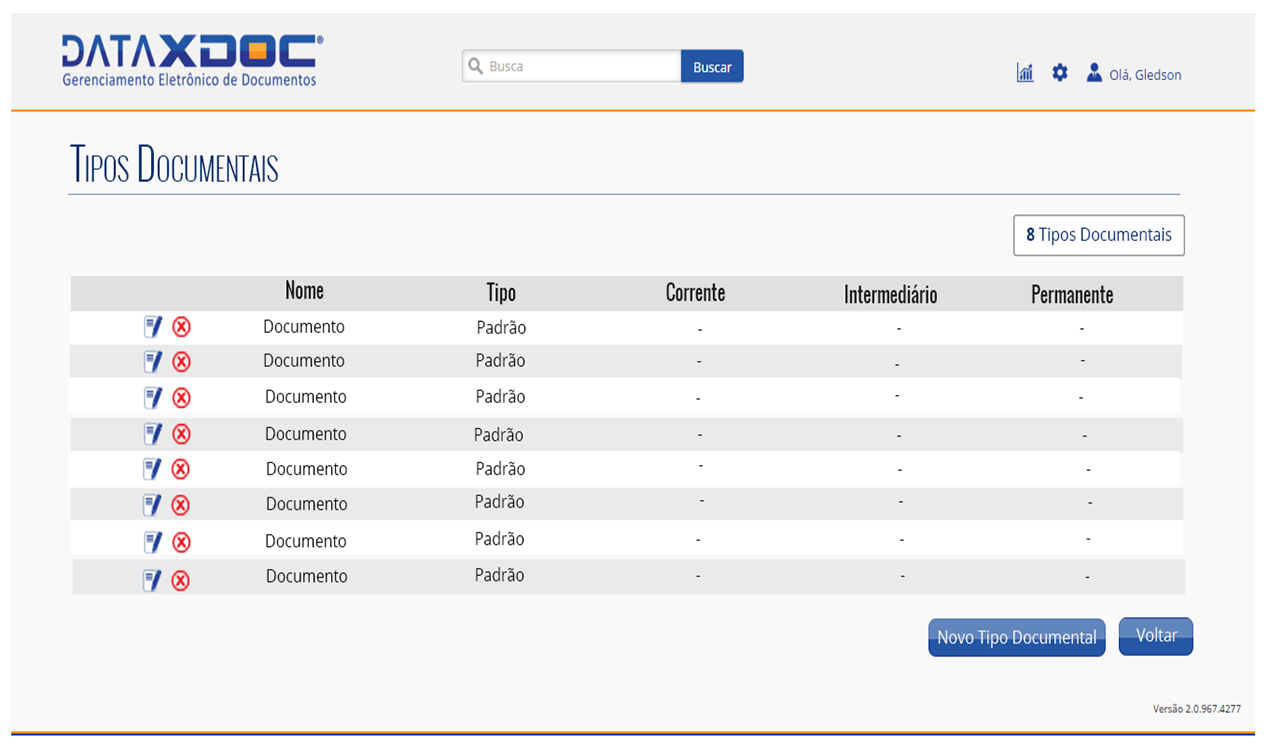 DATAXDOC®
Gerenciamento Eletrônico de Documentos
Busca Buscar
Olá, Gledson
Tipos Documentais
8 Tipos Documentais
Nome Tipo Corrente Intermediário Permanente
Documento Padrão - - -
Documento Padrão - - -
Documento Padrão - - -
Documento Padrão - - -
Documento Padrão - - -
Documento Padrão - - -
Documento Padrão - - -
Documento Padrão - - -
Novo Tipo Documental Voltar
Versão 2.0.967.4277